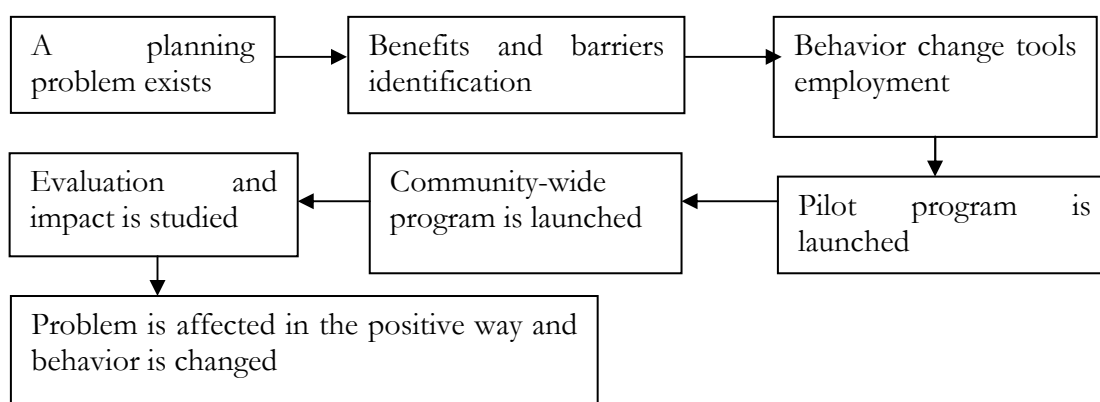 A planning
problem exists
Benefits and barriers
identification
Behavior change tools
employment
Pilot program is
launched
Community-wide
program is launched
Evaluation and
impact is studied
Problem is affected in the positive way and
behavior is changed